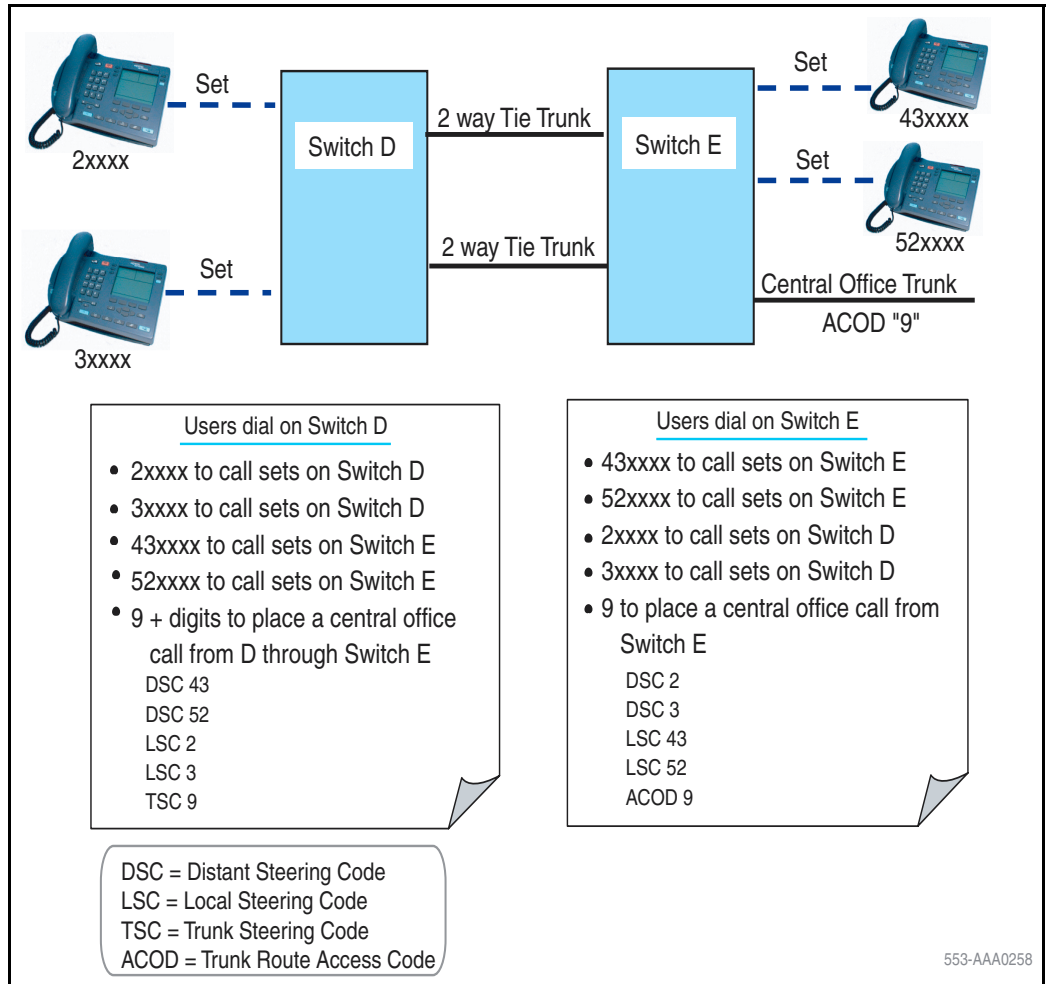 Set
2xxxx
Set
3xxxx
Switch D
2 way Tie Trunk
2 way Tie Trunk
Switch E
Set
43xxxx
Set
52xxxx
Central Office Trunk
ACOD "9"
Users dial on Switch D
• 2xxxx to call sets on Switch D
• 3xxxx to call sets on Switch D
• 43xxxx to call sets on Switch E
• 52xxxx to call sets on Switch E
• 9 + digits to place a central office
call from D through Switch E
DSC 43
DSC 52
LSC 2
LSC 3
TSC 9
Users dial on Switch E
• 43xxxx to call sets on Switch E
• 52xxxx to call sets on Switch E
• 2xxxx to call sets on Switch D
• 3xxxx to call sets on Switch D
• 9 to place a central office call from
Switch E
DSC 2
DSC 3
LSC 43
LSC 52
ACOD 9
DSC = Distant Steering Code
LSC = Local Steering Code
TSC = Trunk Steering Code
ACOD = Trunk Route Access Code
553-AAA0258